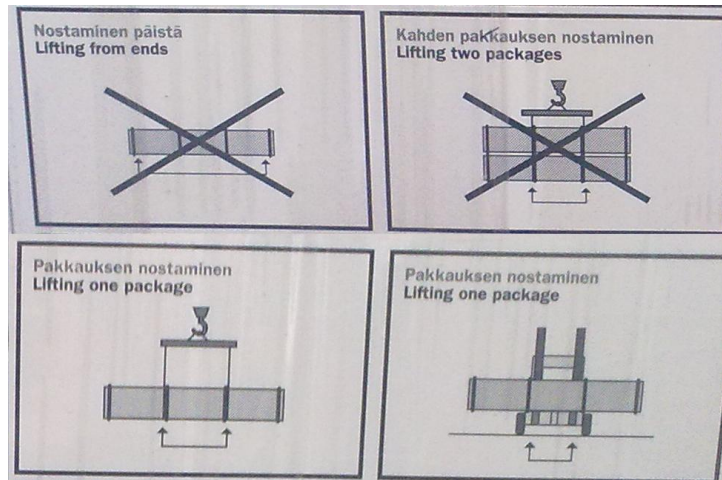 Nostaminen päistä
Lifting from ends
Kahden pakkauksen nostaminen
Lifting two packages
Pakkauksen nostaminen
Lifting one package
Pakkauksen nostaminen
Lifting one package